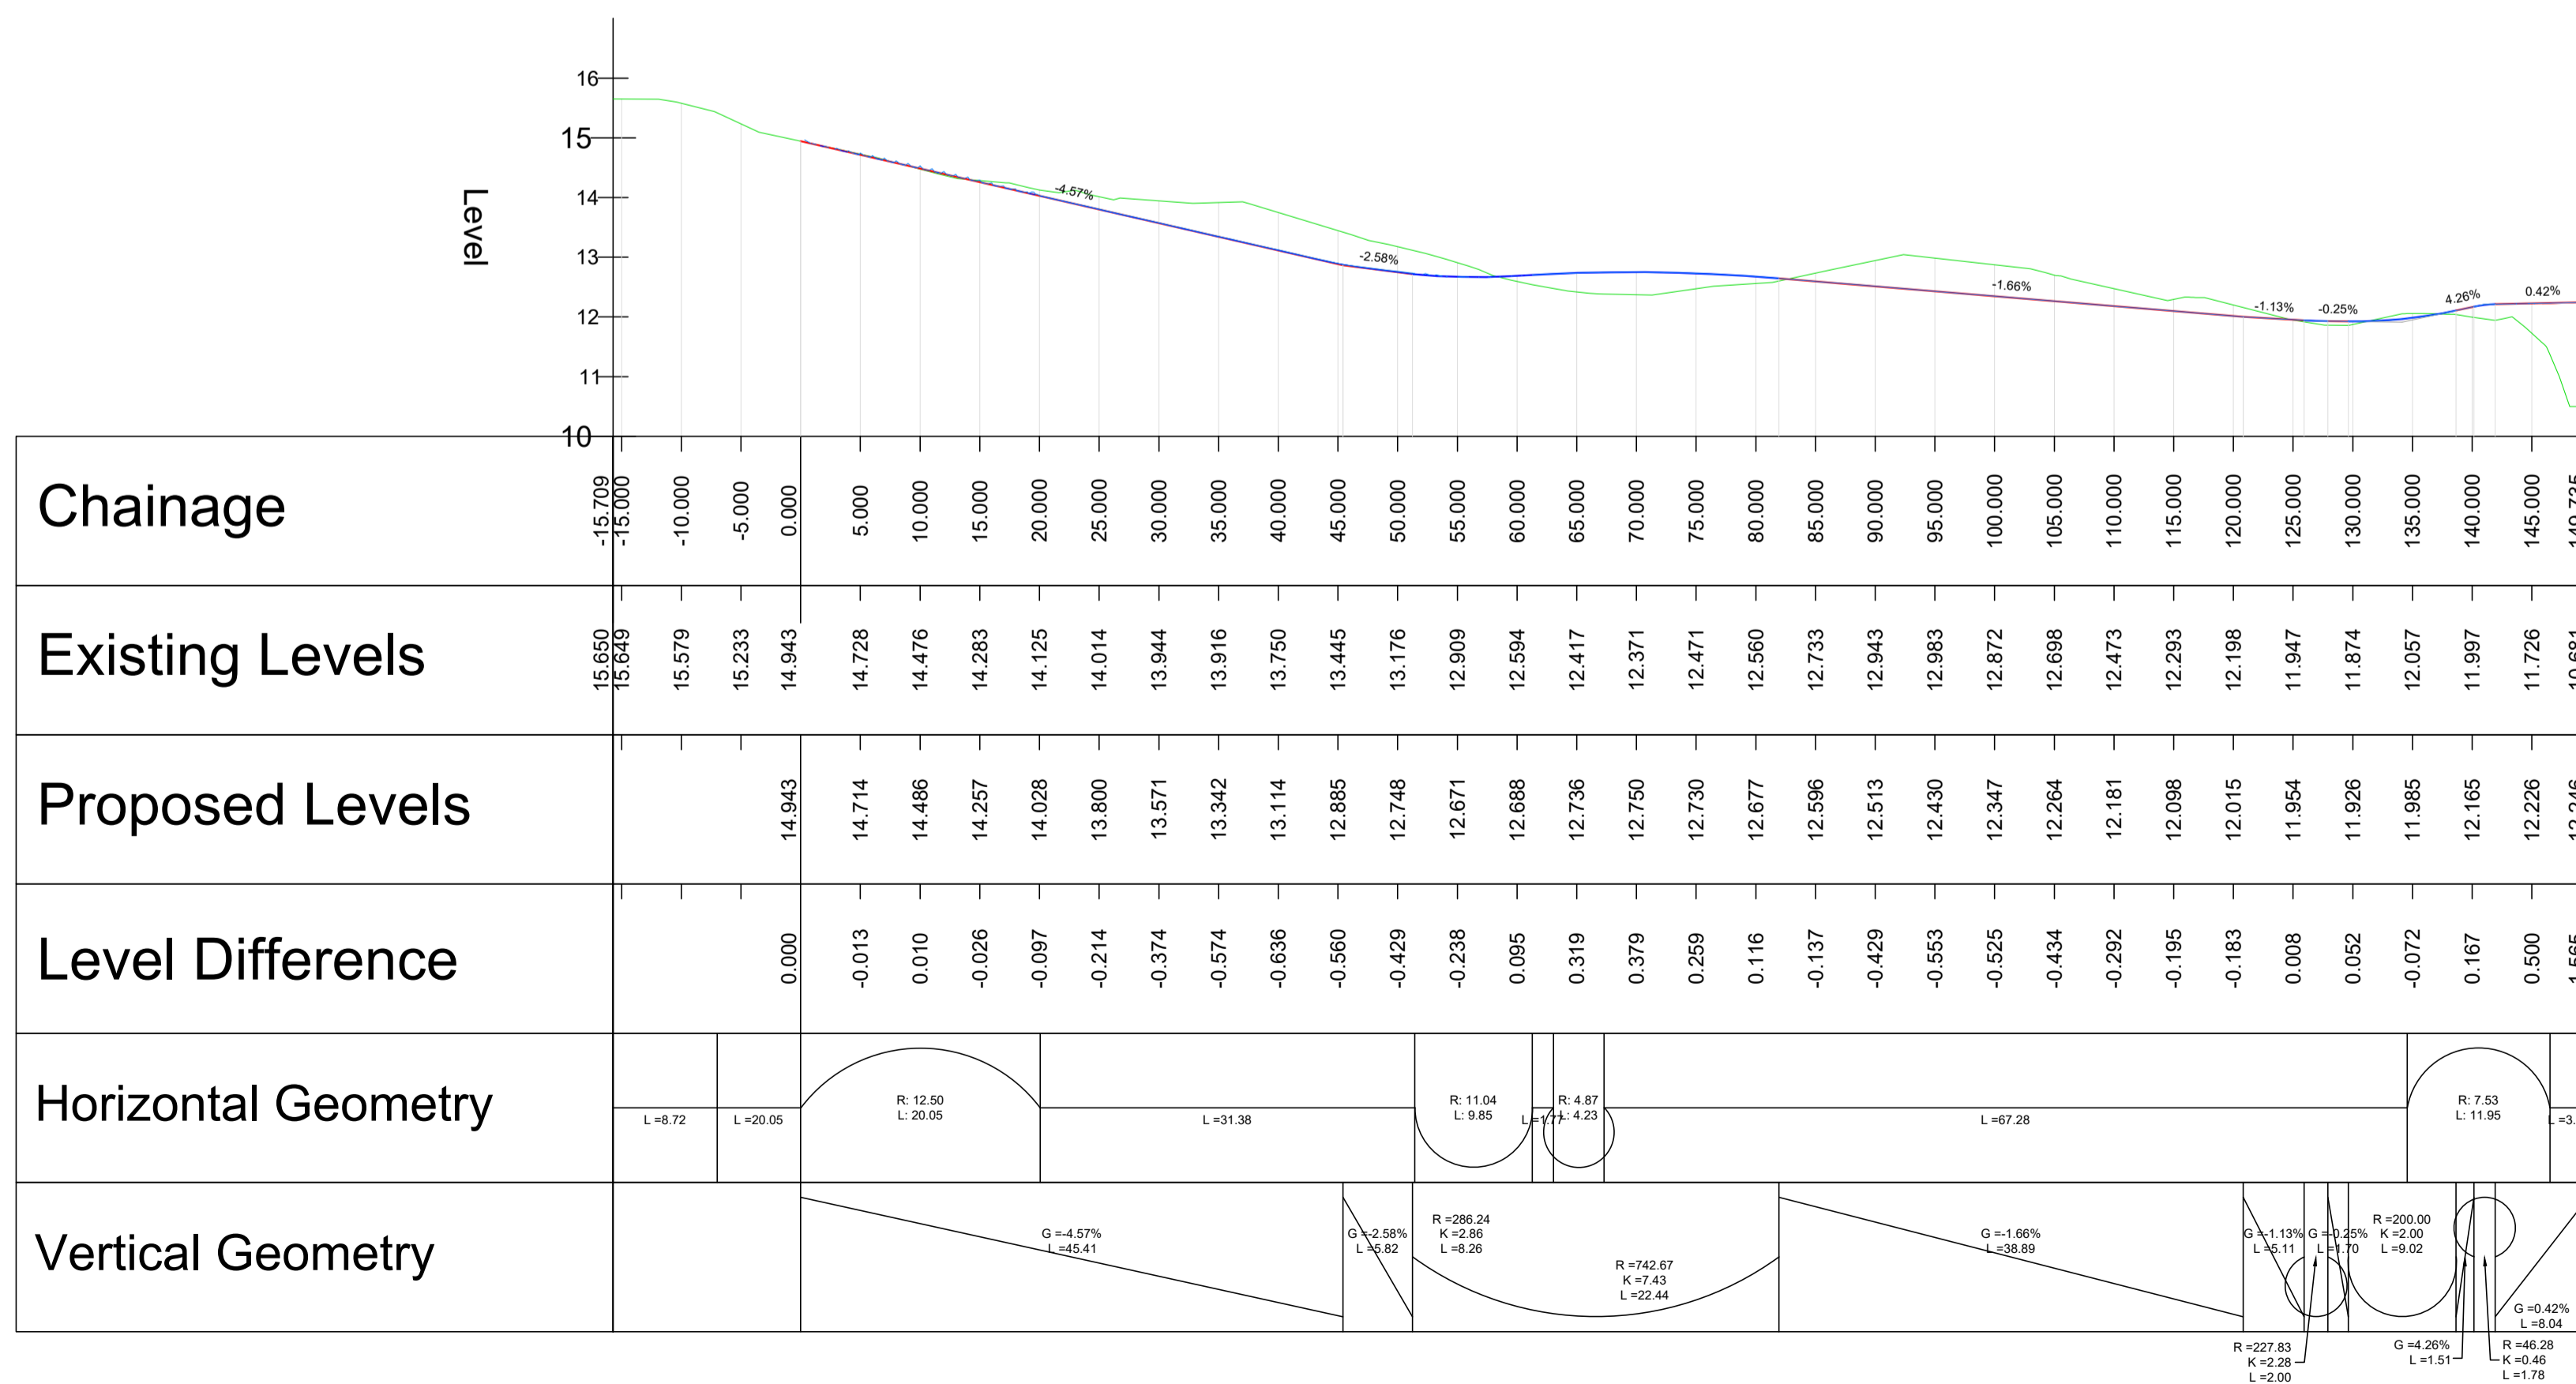 16
15
14
13
12
11
10
Level
-4.57%
-2.58%
-1.66%
-1.13%
-0.25%
4.26%
0.42%
Chainage
-15.709 -15.000 -10.000 -5.000 0.000 5.000 10.000 15.000 20.000 25.000 30.000 35.000 40.000 45.000 50.000 55.000 60.000 65.000 70.000 75.000 80.000 85.000 90.000 95.000 100.000 105.000 110.000 115.000 120.000 125.000 130.000 135.000 140.000 145.000
Existing Levels
15.650 15.649 15.579 15.233 14.943 14.728 14.476 14.283 14.125 14.014 13.944 13.916 13.750 13.445 13.176 12.909 12.594 12.417 12.371 12.471 12.560 12.733 12.943 12.983 12.872 12.698 12.473 12.293 12.198 11.947 11.874 12.057 11.997 11.726
Proposed Levels
14.943 14.714 14.486 14.257 14.028 13.800 13.571 13.342 13.114 12.885 12.748 12.671 12.688 12.736 12.750 12.730 12.677 12.596 12.513 12.430 12.347 12.264 12.181 12.098 12.015 11.954 11.926 11.985 12.165 12.226
Level Difference
0.000 -0.013 0.010 -0.026 -0.097 -0.214 -0.374 -0.574 -0.636 -0.560 -0.429 -0.238 0.095 0.319 0.379 0.259 0.116 -0.137 -0.429 -0.553 -0.525 -0.434 -0.292 -0.195 -0.183 0.008 0.052 -0.072 0.167 0.500
Horizontal Geometry
L =8.72
L =20.05
R: 12.50
L: 20.05
L =31.38
R: 11.04
L: 9.85
L =1.77
R: 4.87
L: 4.23
L =67.28
R: 7.53
L: 11.95
L =3.
Vertical Geometry
G =-4.57%
L =45.41
G =-2.58%
L =5.82
R =286.24
K =2.86
L =8.26
R =742.67
K =7.43
L =22.44
G =-1.66%
L =38.89
G =-1.13%
L =5.11
G =-0.25%
L =1.70
R =200.00
K =2.00
L =9.02
G =0.42%
L =8.04
R =227.83
K =2.28
L =2.00
G =4.26%
L =1.51
R =46.28
K =0.46
L =1.78